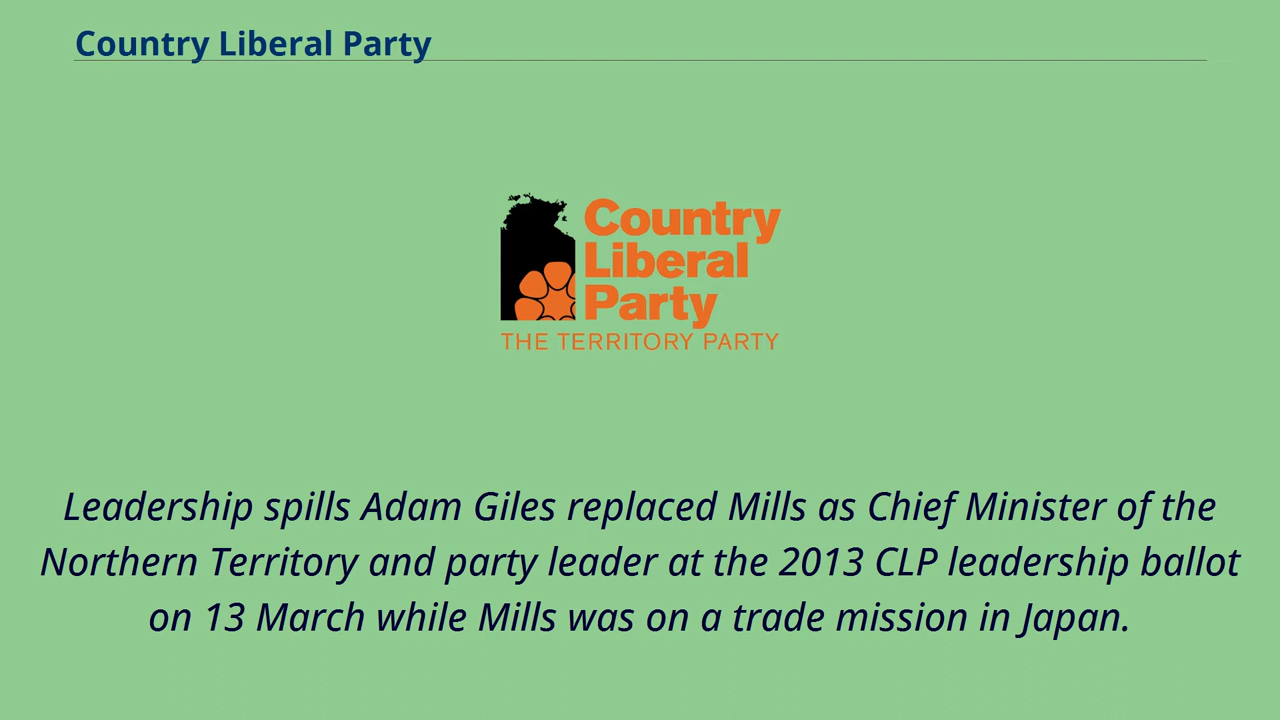 Country Liberal Party
Country
Liberal
Party
THE TERRITORY PARTY
Leadership spills Adam Giles replaced Mills as Chief Minister of the
Northern Territory and party leader at the 2013 CLP leadership ballot
on 13 March while Mills was on a trade mission in Japan.